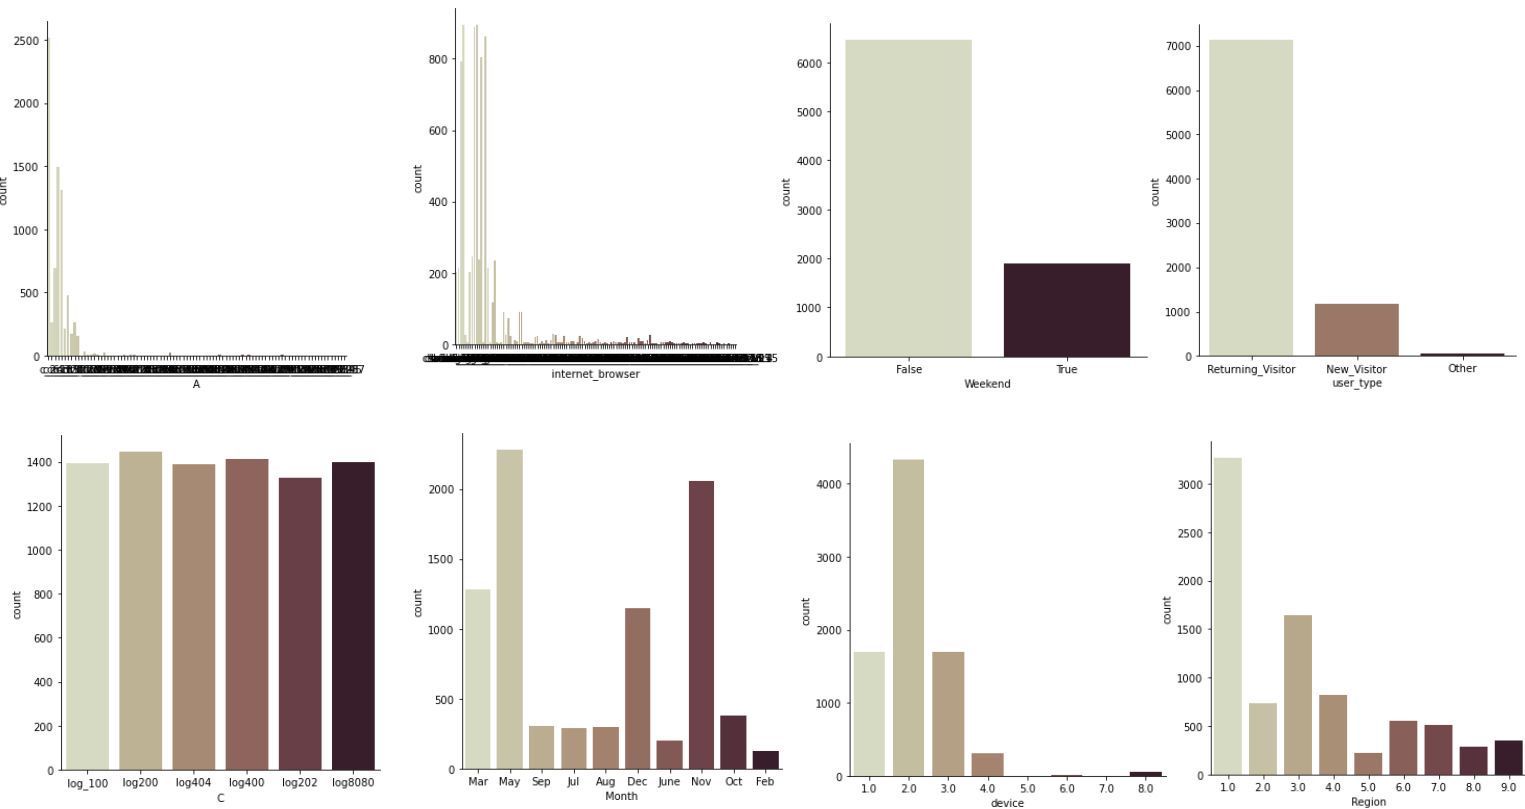 2500
2000
1500
1000
500
0
count
A
800
600
400
200
0
count
internet_browser
6000
5000
4000
3000
2000
1000
0
count
False True
Weekend
7000
6000
5000
4000
3000
2000
1000
0
count
Returning_Visitor New_Visitor Other
user_type
1400
1200
1000
800
600
400
200
0
count
log_100 log200 log404 log400 log202 log8080
C
2000
1500
1000
500
0
count
Mar May Sep Jul Aug Dec June Nov Oct Feb
Month
4000
3000
2000
1000
0
count
1.0 2.0 3.0 4.0 5.0 6.0 7.0 8.0
device
3000
2500
2000
1500
1000
500
0
count
1.0 2.0 3.0 4.0 5.0 6.0 7.0 8.0 9.0
Region